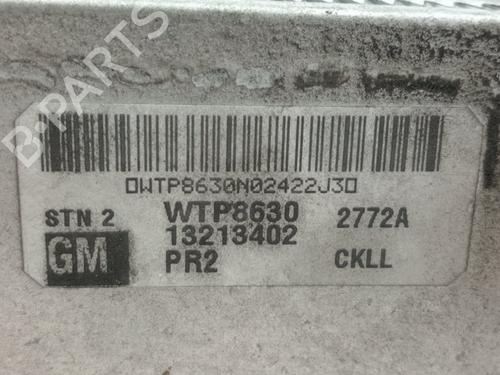 B-PARTS
▯WTP8630N02422J3▯
STN 2 WTP8630 2772A
13213402
GM PR2 CKLL